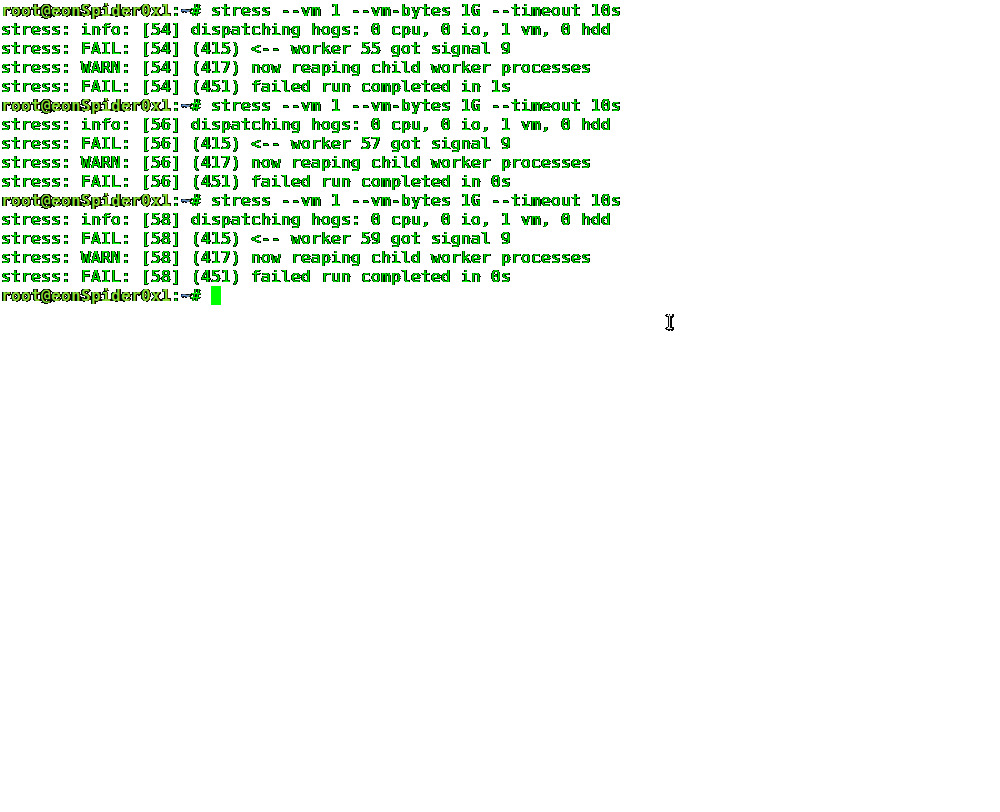 root@eonSpider0x1:~# stress --vm 1 --vm-bytes 1G --timeout 10s
stress: info: [54] dispatching hogs: 0 cpu, 0 io, 1 vm, 0 hdd
stress: FAIL: [54] (415) <-- worker 55 got signal 9
stress: WARN: [54] (417) now reaping child worker processes
stress: FAIL: [54] (451) failed run completed in 1s
root@eonSpider0x1:~# stress --vm 1 --vm-bytes 1G --timeout 10s
stress: info: [56] dispatching hogs: 0 cpu, 0 io, 1 vm, 0 hdd
stress: FAIL: [56] (415) <-- worker 57 got signal 9
stress: WARN: [56] (417) now reaping child worker processes
stress: FAIL: [56] (451) failed run completed in 0s
root@eonSpider0x1:~# stress --vm 1 --vm-bytes 1G --timeout 10s
stress: info: [58] dispatching hogs: 0 cpu, 0 io, 1 vm, 0 hdd
stress: FAIL: [58] (415) <-- worker 59 got signal 9
stress: WARN: [58] (417) now reaping child worker processes
stress: FAIL: [58] (451) failed run completed in 0s
root@eonSpider0x1:~#